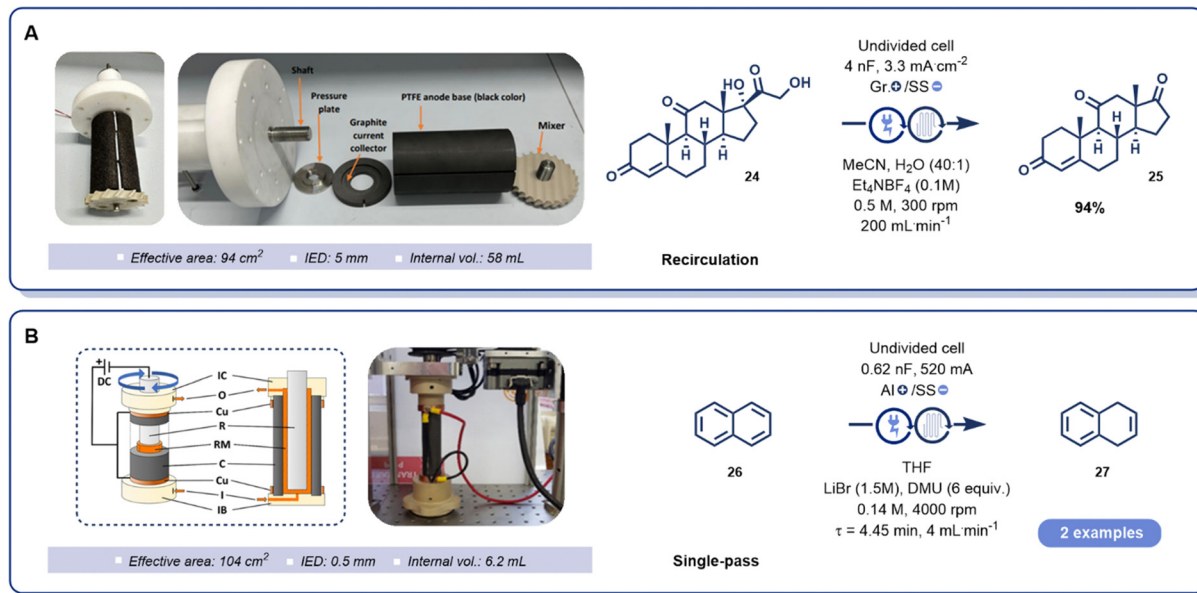 A
Shaft
Pressure
plate
Graphite
current
collector
PTFE anode base (black color)
Mixer
Effective area: 94 cm² IED: 5 mm Internal vol.: 58 mL
O
O
H
H
H
OH
O
OH
24
Undivided cell
4 nF, 3.3 mA·cm⁻²
Gr.+/SS−
MeCN, H₂O (40:1)
Et₄NBF₄ (0.1M)
0.5 M, 300 rpm
200 mL·min⁻¹
O
O
H
H
H
O
25
94%
Recirculation
B
+
DC
IC
O
Cu
R
RM
C
Cu
I
IB
Effective area: 104 cm² IED: 0.5 mm Internal vol.: 6.2 mL
26
Undivided cell
0.62 nF, 520 mA
Al+/SS−
THF
LiBr (1.5M), DMU (6 equiv.)
0.14 M, 4000 rpm
τ = 4.45 min, 4 mL·min⁻¹
27
2 examples
Single-pass